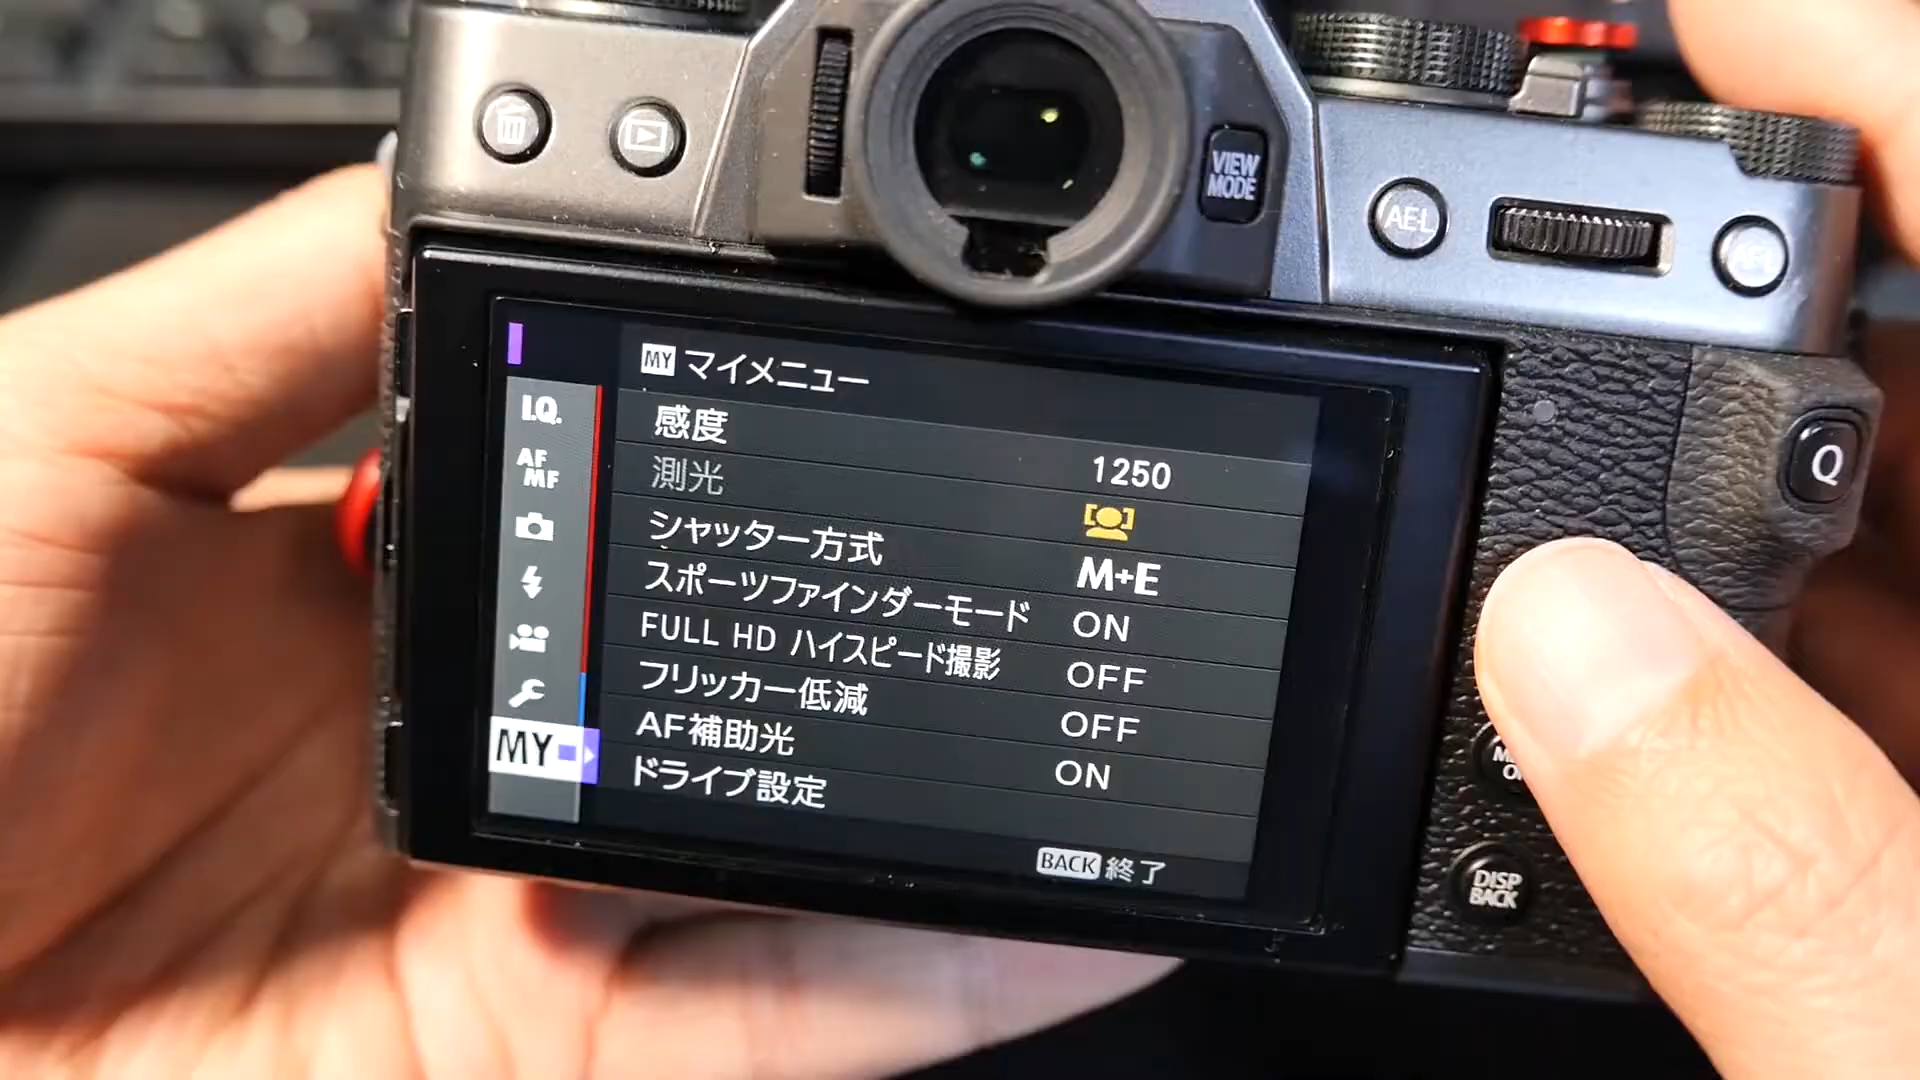 VIEW
MODE
AE-L
MY マイメニュー
I.Q.
感度 1250
AF
MF
測光
シャッター方式 M+E
スポーツファインダーモード ON
FULL HD ハイスピード撮影 OFF
フリッカー低減 OFF
MY
AF補助光 ON
ドライブ設定
BACK 終了
Q
DISP
BACK